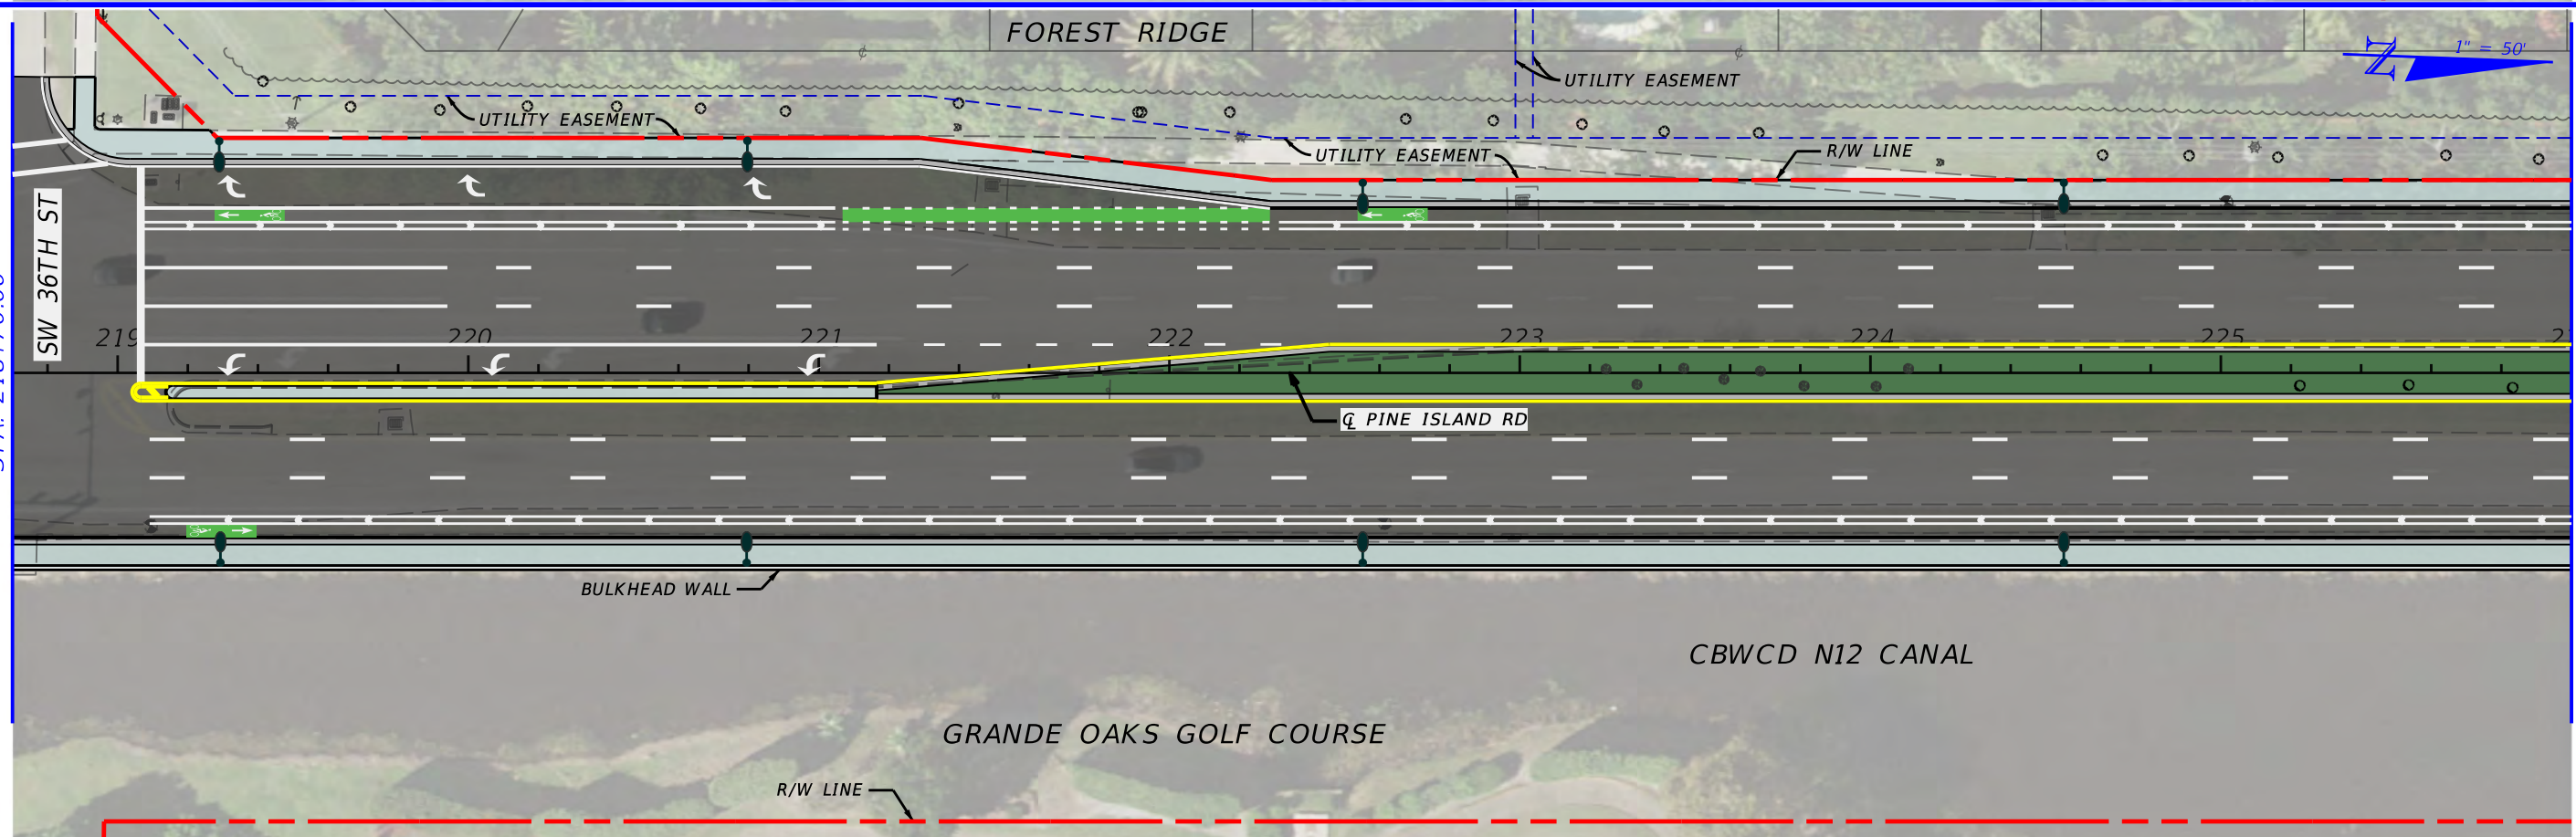 FOREST RIDGE
1" = 50'
N
UTILITY EASEMENT
UTILITY EASEMENT
UTILITY EASEMENT
R/W LINE
SW 36TH ST
219
220
221
222
223
224
225
℄ PINE ISLAND RD
BULKHEAD WALL
CBWCD N12 CANAL
GRANDE OAKS GOLF COURSE
R/W LINE